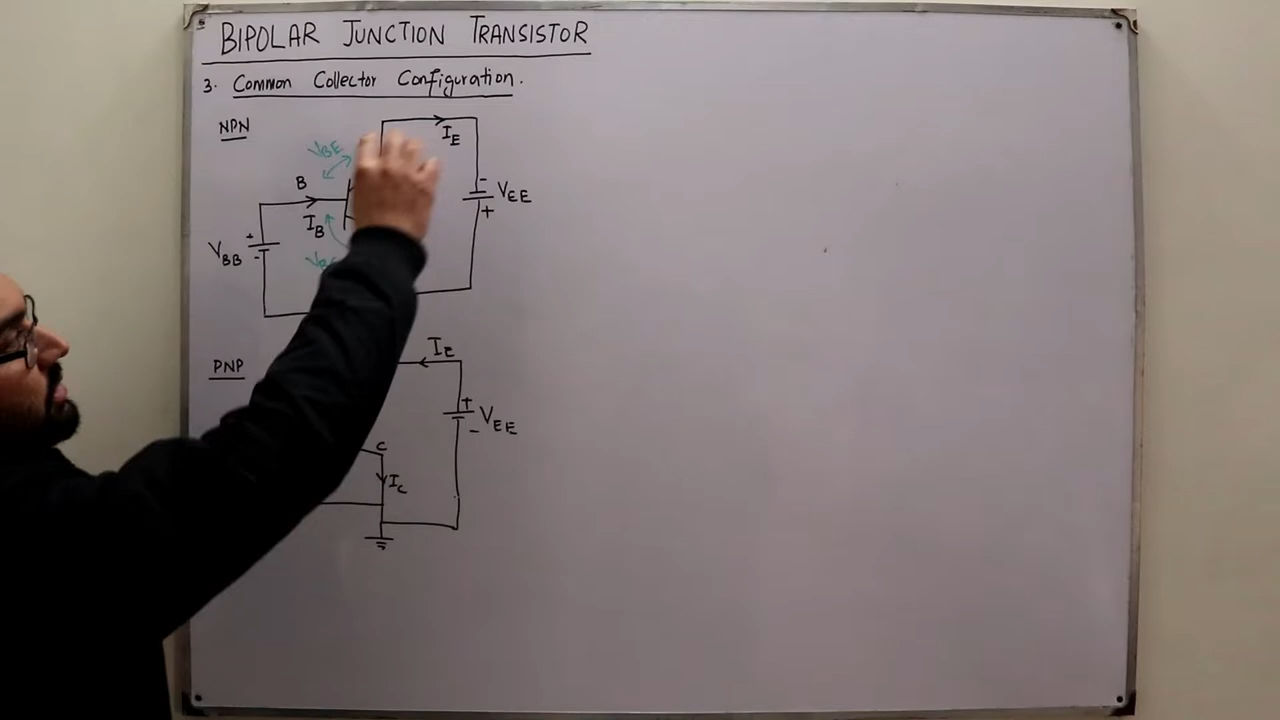 BIPOLAR JUNCTION TRANSISTOR
3. Common Collector Configuration.
NPN
IE
VBE
B
- VEE
+
IB
+
VBB
-
PNP
IE
+
VEE
-
C
IC